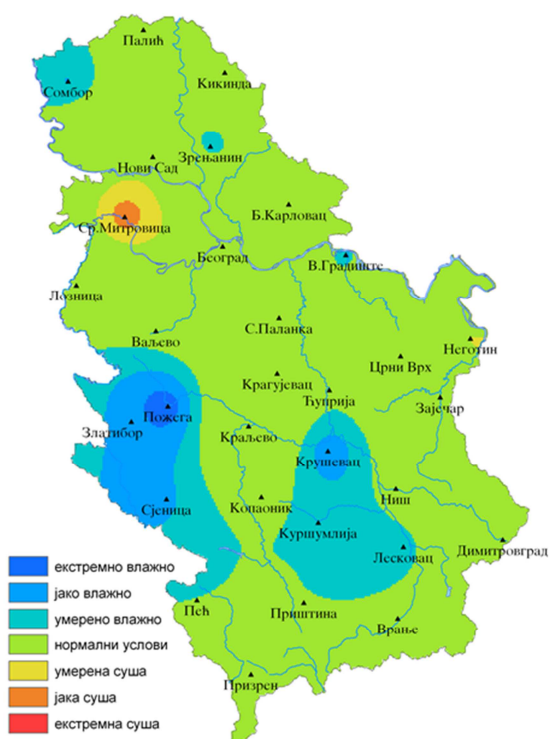 Палић
Кикинда
Сомбор
Зрењанин
Нови Сад
Б.Карловац
Ср.Митровица
Београд
В.Градиште
Лозница
С.Паланка
Ваљево
Неготин
Црни Врх
Крагујевац
Ћуприја
Зајечар
Пожега
Златибор
Краљево
Крушевац
Ниш
Сјеница
Копаоник
Куршумлија
Лесковац
Димитровград
екстремно влажно
јако влажно
умерено влажно
нормални услови
умерена суша
јака суша
екстремна суша
Пећ
Приштина
Врање
Призрен